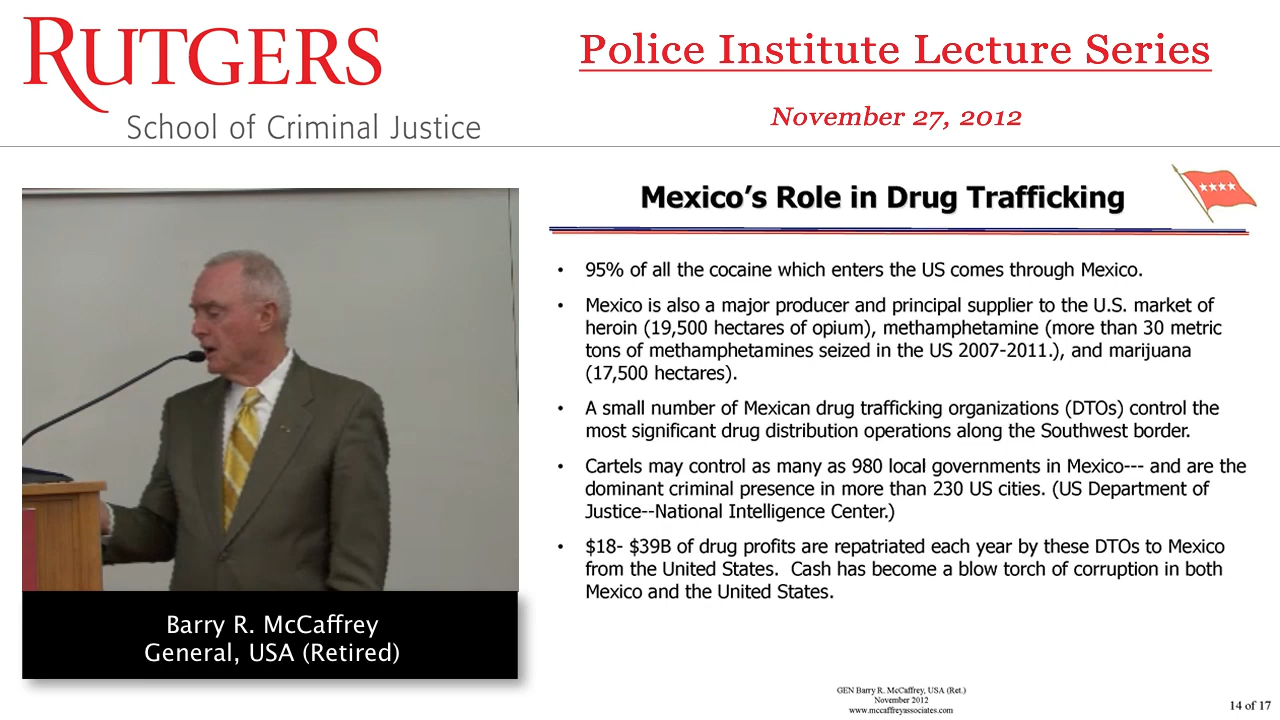 RUTGERS
School of Criminal Justice
Police Institute Lecture Series
November 27, 2012
Mexico's Role in Drug Trafficking
• 95% of all the cocaine which enters the US comes through Mexico.
• Mexico is also a major producer and principal supplier to the U.S. market of
heroin (19,500 hectares of opium), methamphetamine (more than 30 metric
tons of methamphetamines seized in the US 2007-2011.), and marijuana
(17,500 hectares).
• A small number of Mexican drug trafficking organizations (DTOs) control the
most significant drug distribution operations along the Southwest border.
• Cartels may control as many as 980 local governments in Mexico--- and are the
dominant criminal presence in more than 230 US cities. (US Department of
Justice--National Intelligence Center.)
• $18- $39B of drug profits are repatriated each year by these DTOs to Mexico
from the United States.  Cash has become a blow torch of corruption in both
Mexico and the United States.
Barry R. McCaffrey
General, USA (Retired)
GEN Barry R. McCaffrey, USA (Ret.)
November 2012
www.mccaffreyassociates.com
14 of 17